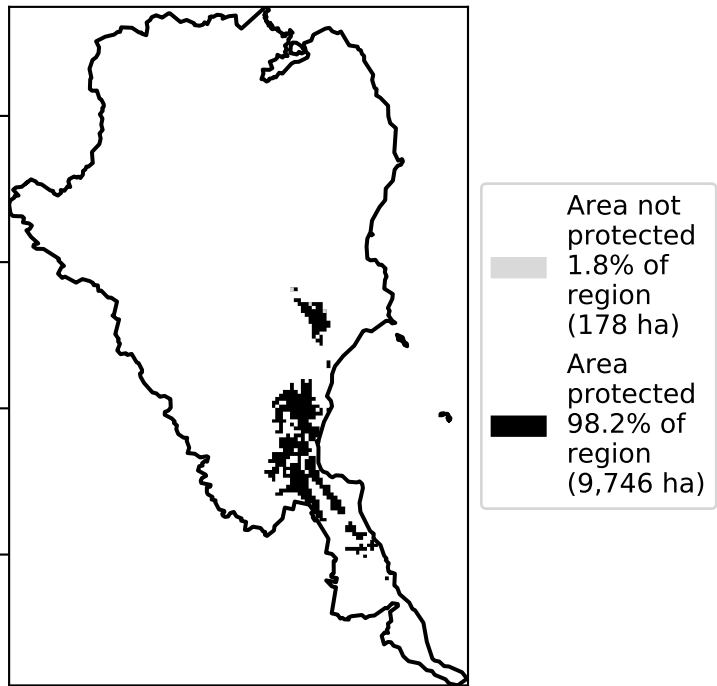 Area not
protected
1.8% of
region
(178 ha)
Area
protected
98.2% of
region
(9,746 ha)